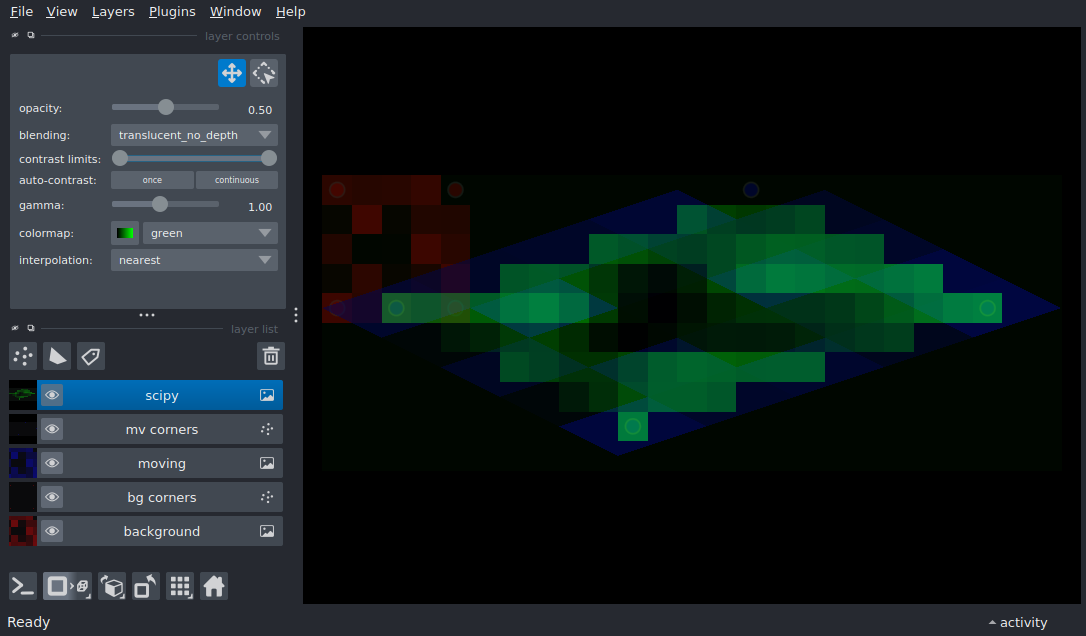 File View Layers Plugins Window Help
layer controls
opacity: 0.50
blending: translucent_no_depth
contrast limits:
auto-contrast: once continuous
gamma: 1.00
colormap: green
interpolation: nearest
layer list
scipy
mv corners
moving
bg corners
background
Ready activity